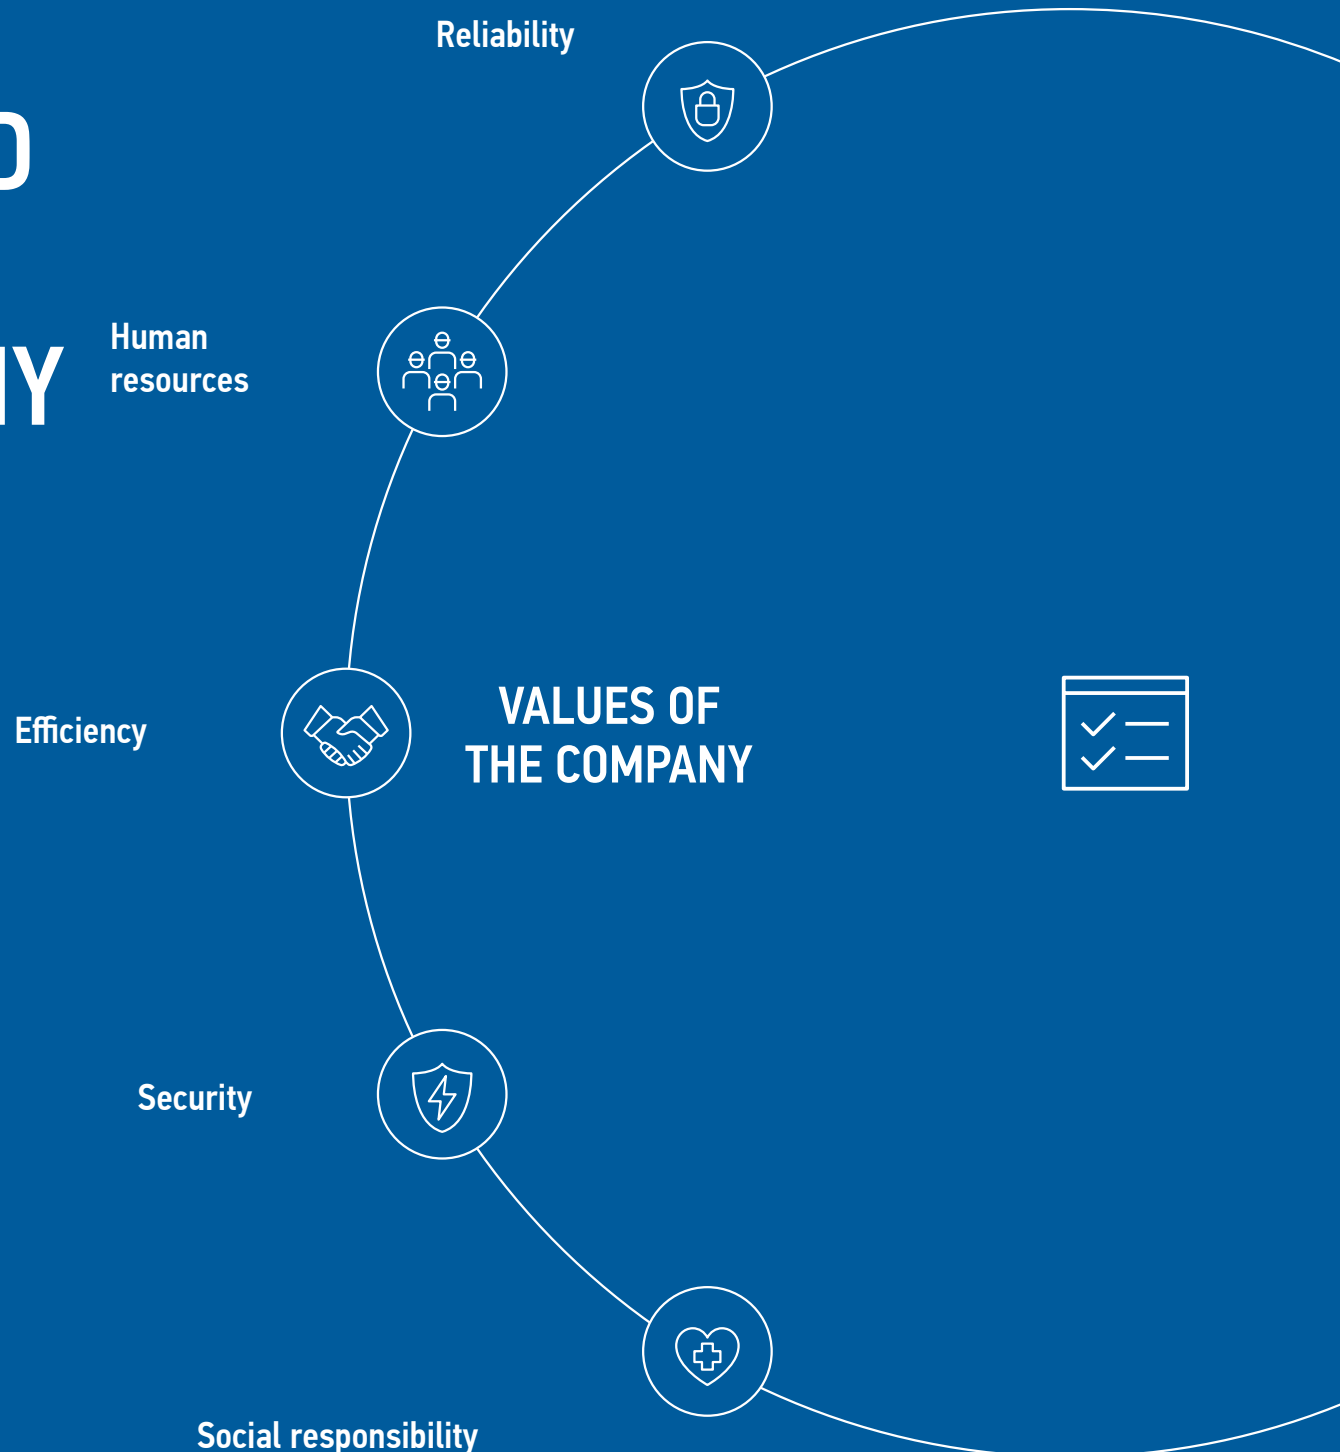 Reliability
Human
resources
Efficiency
VALUES OF
THE COMPANY
Security
Social responsibility